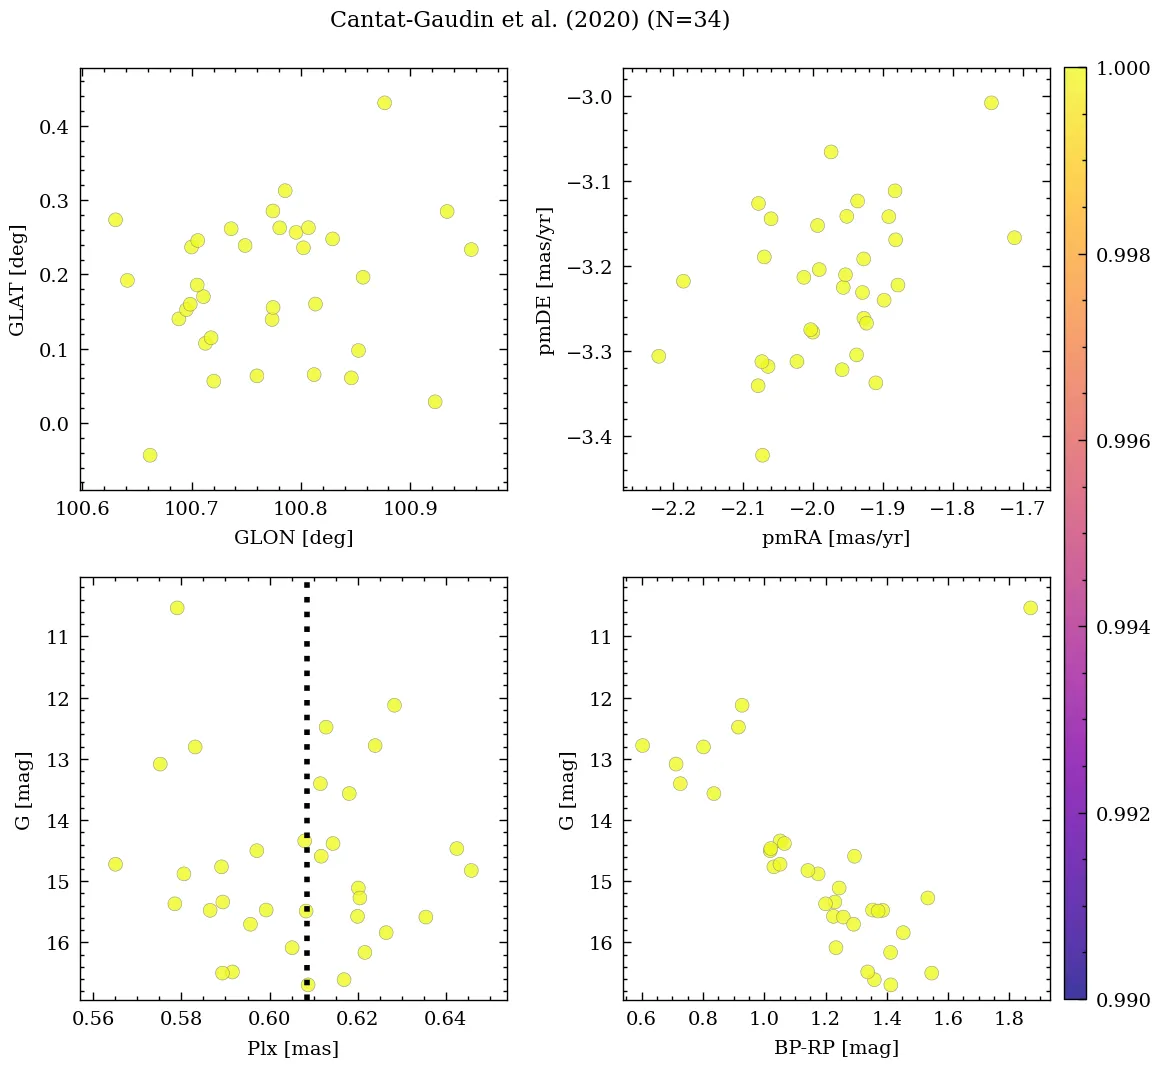 Cantat-Gaudin et al. (2020) (N=34)
0.4
0.3
0.2
0.1
0.0
GLAT [deg]
100.6 100.7 100.8 100.9
GLON [deg]
−3.0
−3.1
−3.2
−3.3
−3.4
pmDE [mas/yr]
−2.2 −2.1 −2.0 −1.9 −1.8 −1.7
pmRA [mas/yr]
11
12
13
14
15
16
G [mag]
0.56 0.58 0.60 0.62 0.64
Plx [mas]
11
12
13
14
15
16
G [mag]
0.6 0.8 1.0 1.2 1.4 1.6 1.8
BP-RP [mag]
1.000
0.998
0.996
0.994
0.992
0.990